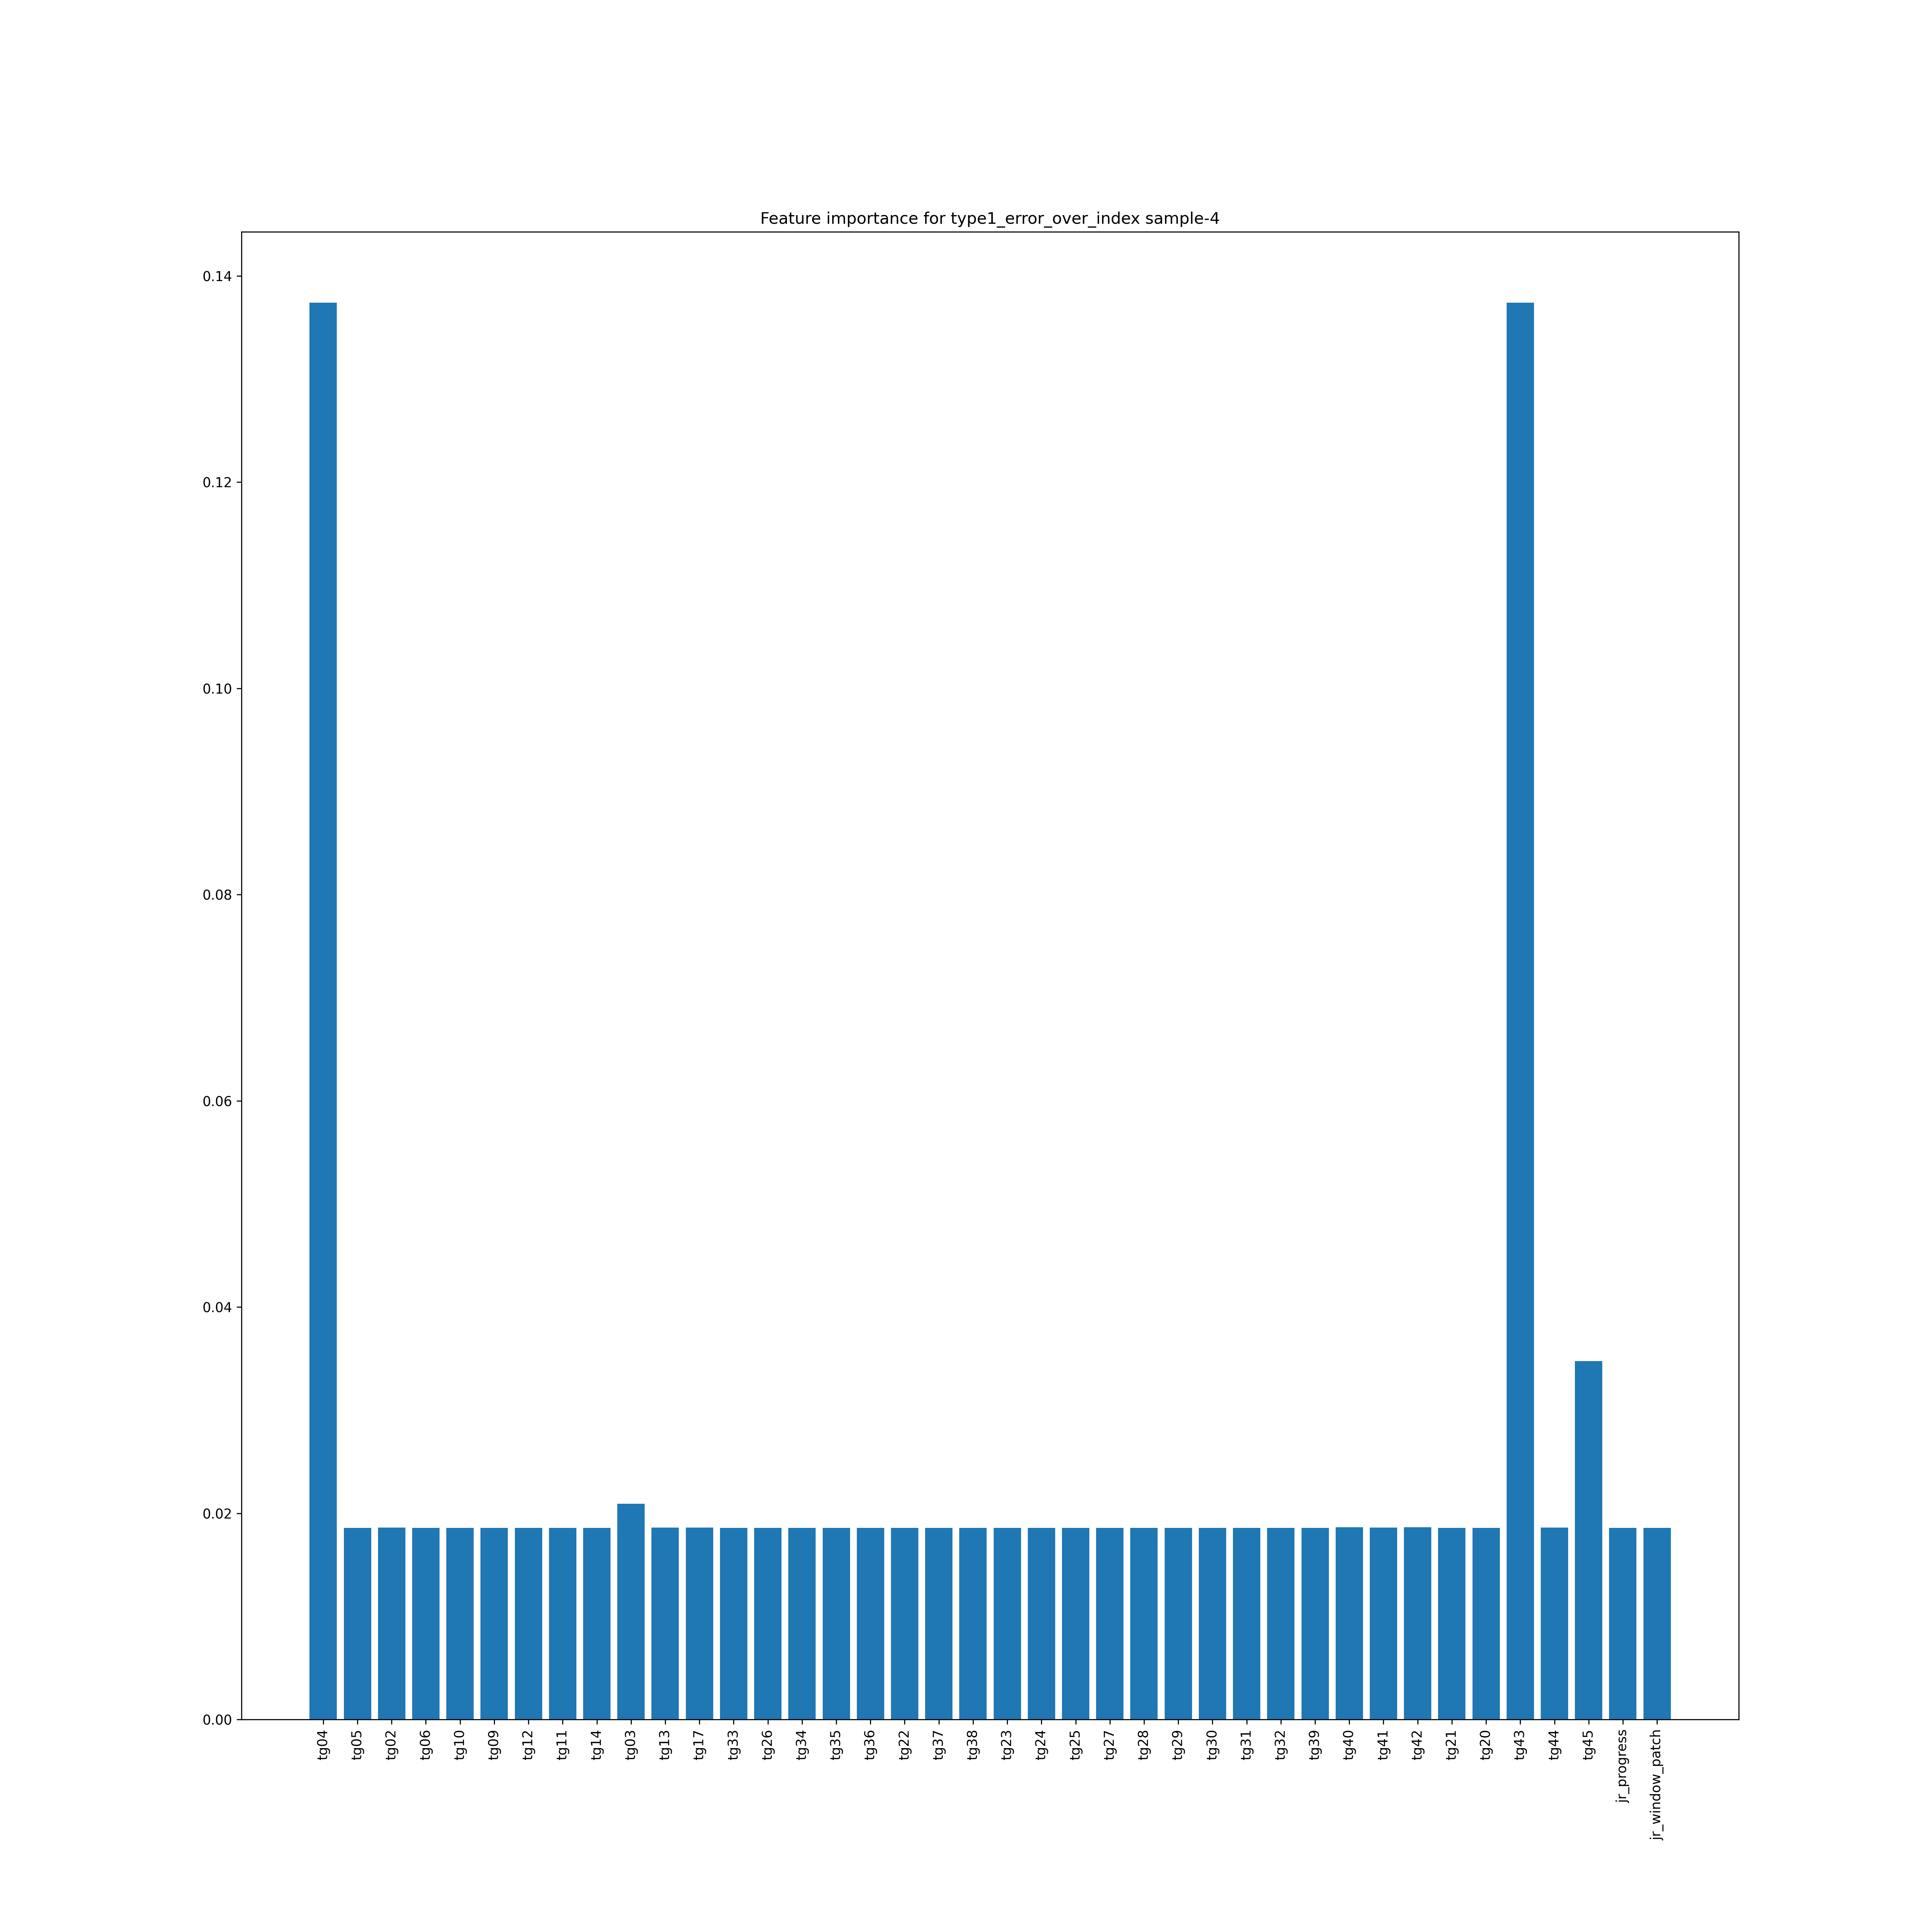 Feature importance for type1_error_over_index sample-4
0.14
0.12
0.10
0.08
0.06
0.04
0.02
0.00
tg04
tg05
tg02
tg06
tg10
tg09
tg12
tg11
tg14
tg03
tg13
tg17
tg33
tg26
tg34
tg35
tg36
tg22
tg37
tg38
tg23
tg24
tg25
tg27
tg28
tg29
tg30
tg31
tg32
tg39
tg40
tg41
tg42
tg21
tg20
tg43
tg44
tg45
jr_progress
jr_window_patch